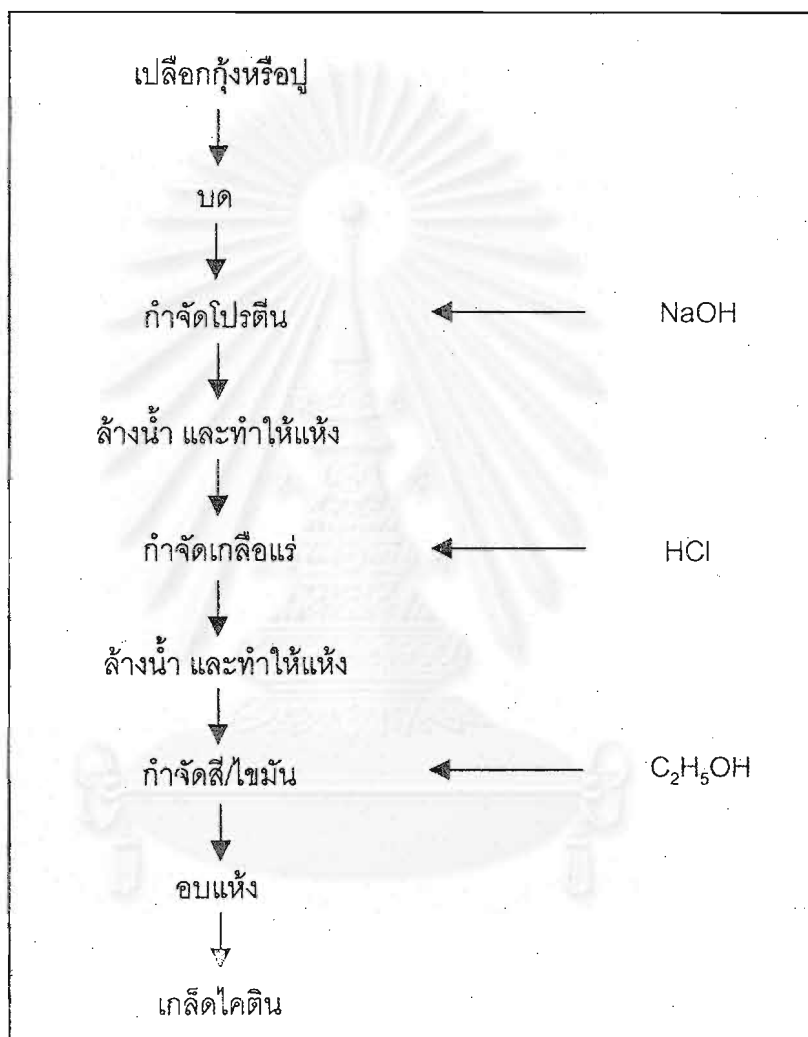 เปลือกกุ้งหรือปู
บด
กำจัดโปรตีน NaOH
ล้างน้ำ และทำให้แห้ง
กำจัดเกลือแร่ HCl
ล้างน้ำ และทำให้แห้ง
กำจัดสี/ไขมัน C₂H₅OH
อบแห้ง
เกล็ดไคติน